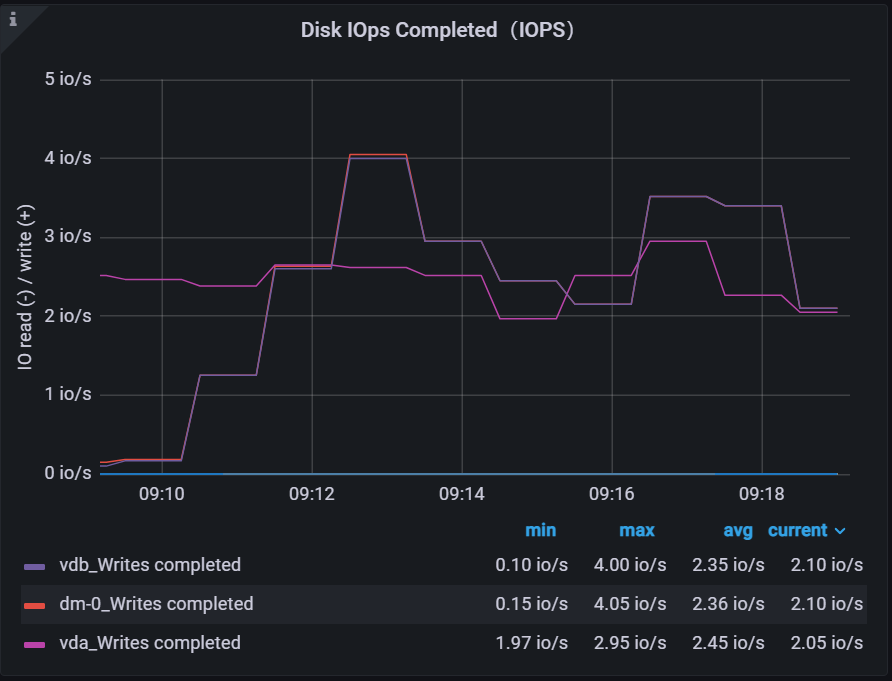 i
Disk IOps Completed（IOPS）
IO read (-) / write (+)
5 io/s
4 io/s
3 io/s
2 io/s
1 io/s
0 io/s
09:10 09:12 09:14 09:16 09:18
min max avg current
vdb_Writes completed 0.10 io/s 4.00 io/s 2.35 io/s 2.10 io/s
dm-0_Writes completed 0.15 io/s 4.05 io/s 2.36 io/s 2.10 io/s
vda_Writes completed 1.97 io/s 2.95 io/s 2.45 io/s 2.05 io/s